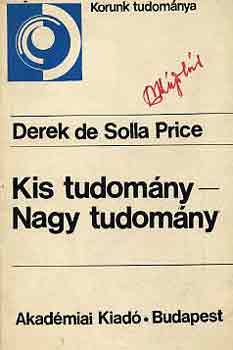 Korunk tudománya
Derek de Solla Price
Kis tudomány—
Nagy tudomány
Akadémiai Kiadó • Budapest